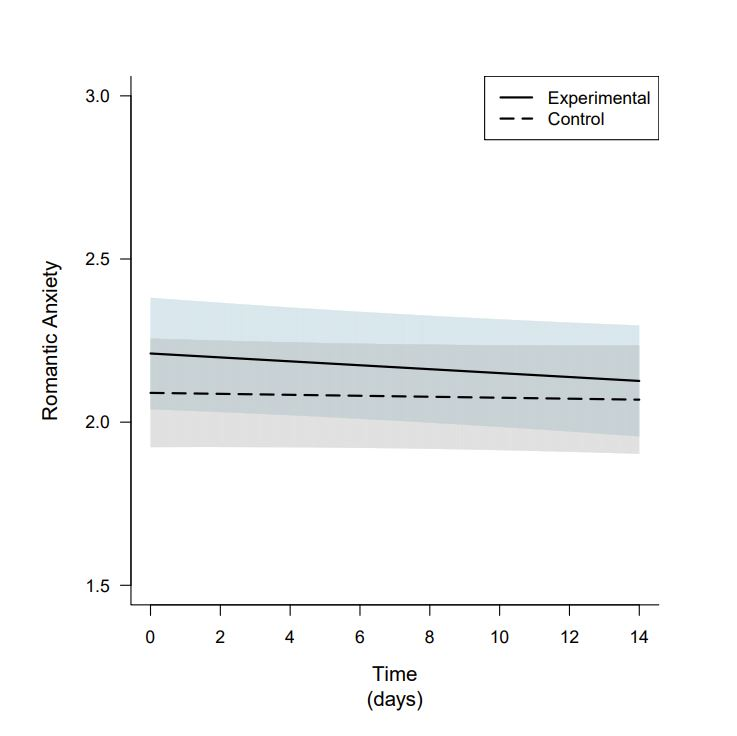 3.0
2.5
2.0
1.5
Romantic Anxiety
Experimental
Control
0 2 4 6 8 10 12 14
Time
(days)